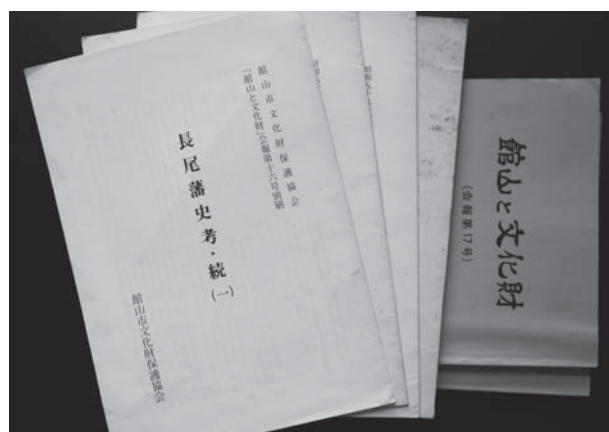 館山市文化財保護協会
「館山と文化財」会報第十六号別刷
長尾藩史考・続
(一)
館山市文化財保護協会
館山と文化財
(会報第17号)